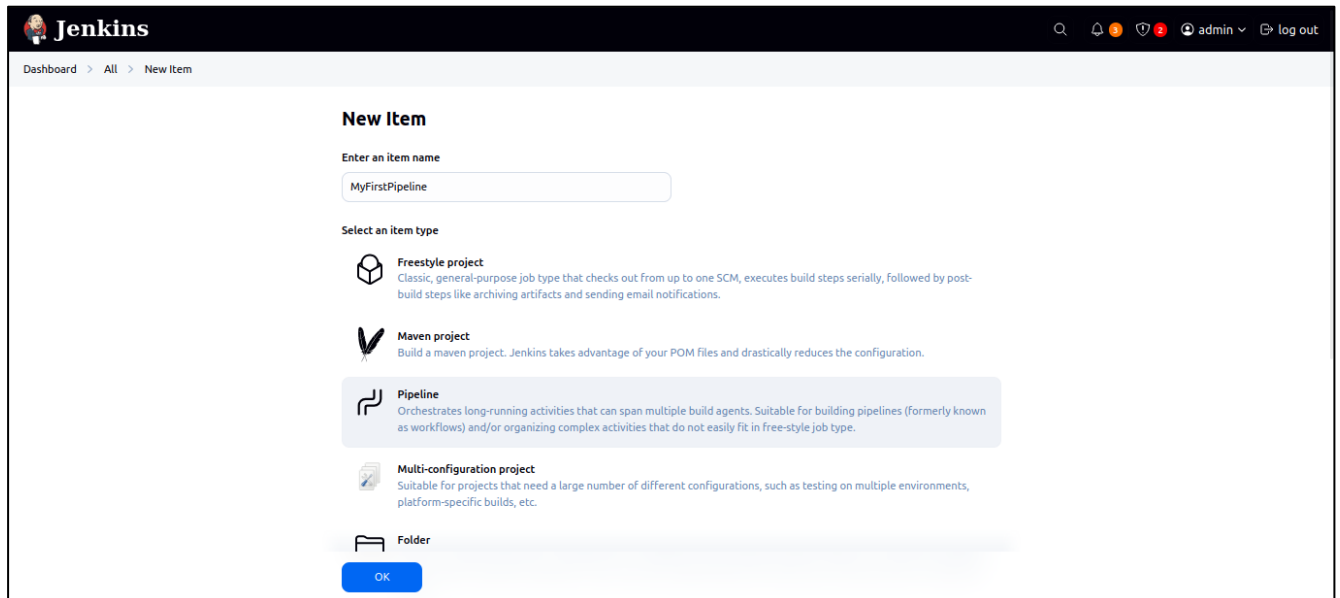 Jenkins
3
2
admin
log out
Dashboard > All > New Item
New Item
Enter an item name
MyFirstPipeline
Select an item type
Freestyle project
Classic, general-purpose job type that checks out from up to one SCM, executes build steps serially, followed by post-
build steps like archiving artifacts and sending email notifications.
Maven project
Build a maven project. Jenkins takes advantage of your POM files and drastically reduces the configuration.
Pipeline
Orchestrates long-running activities that can span multiple build agents. Suitable for building pipelines (formerly known
as workflows) and/or organizing complex activities that do not easily fit in free-style job type.
Multi-configuration project
Suitable for projects that need a large number of different configurations, such as testing on multiple environments,
platform-specific builds, etc.
Folder
OK